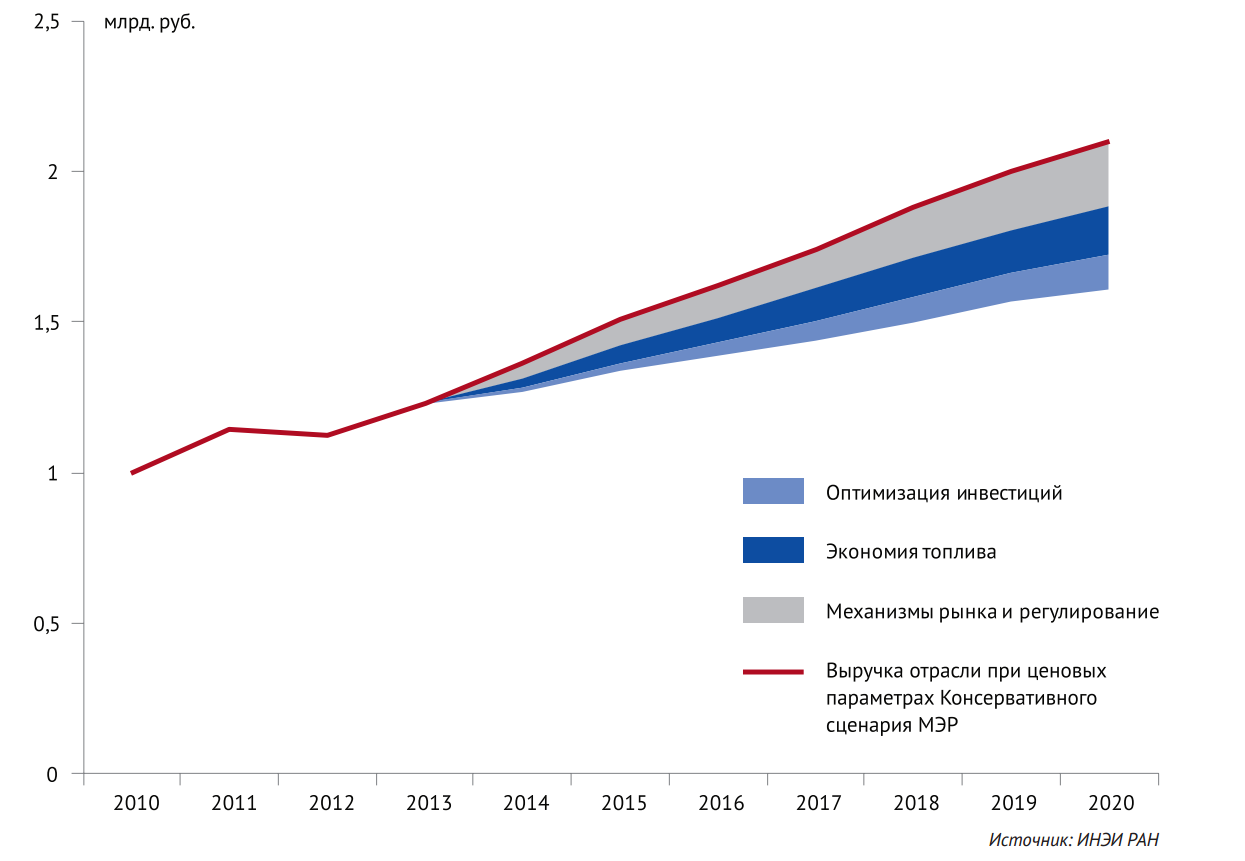 2,5
млрд. руб.
2
1,5
1
0,5
0
Оптимизация инвестиций
Экономия топлива
Механизмы рынка и регулирование
Выручка отрасли при ценовых
параметрах Консервативного
сценария МЭР
2010 2011 2012 2013 2014 2015 2016 2017 2018 2019 2020
Источник: ИНЭИ РАН